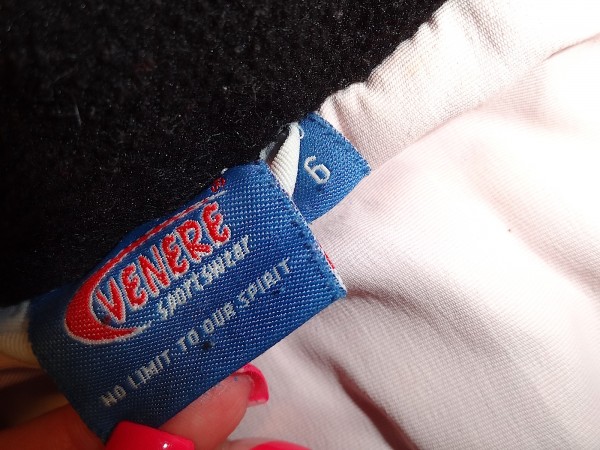 VENERE
SPORTSWEAR
NO LIMIT TO OUR SPIRIT
6